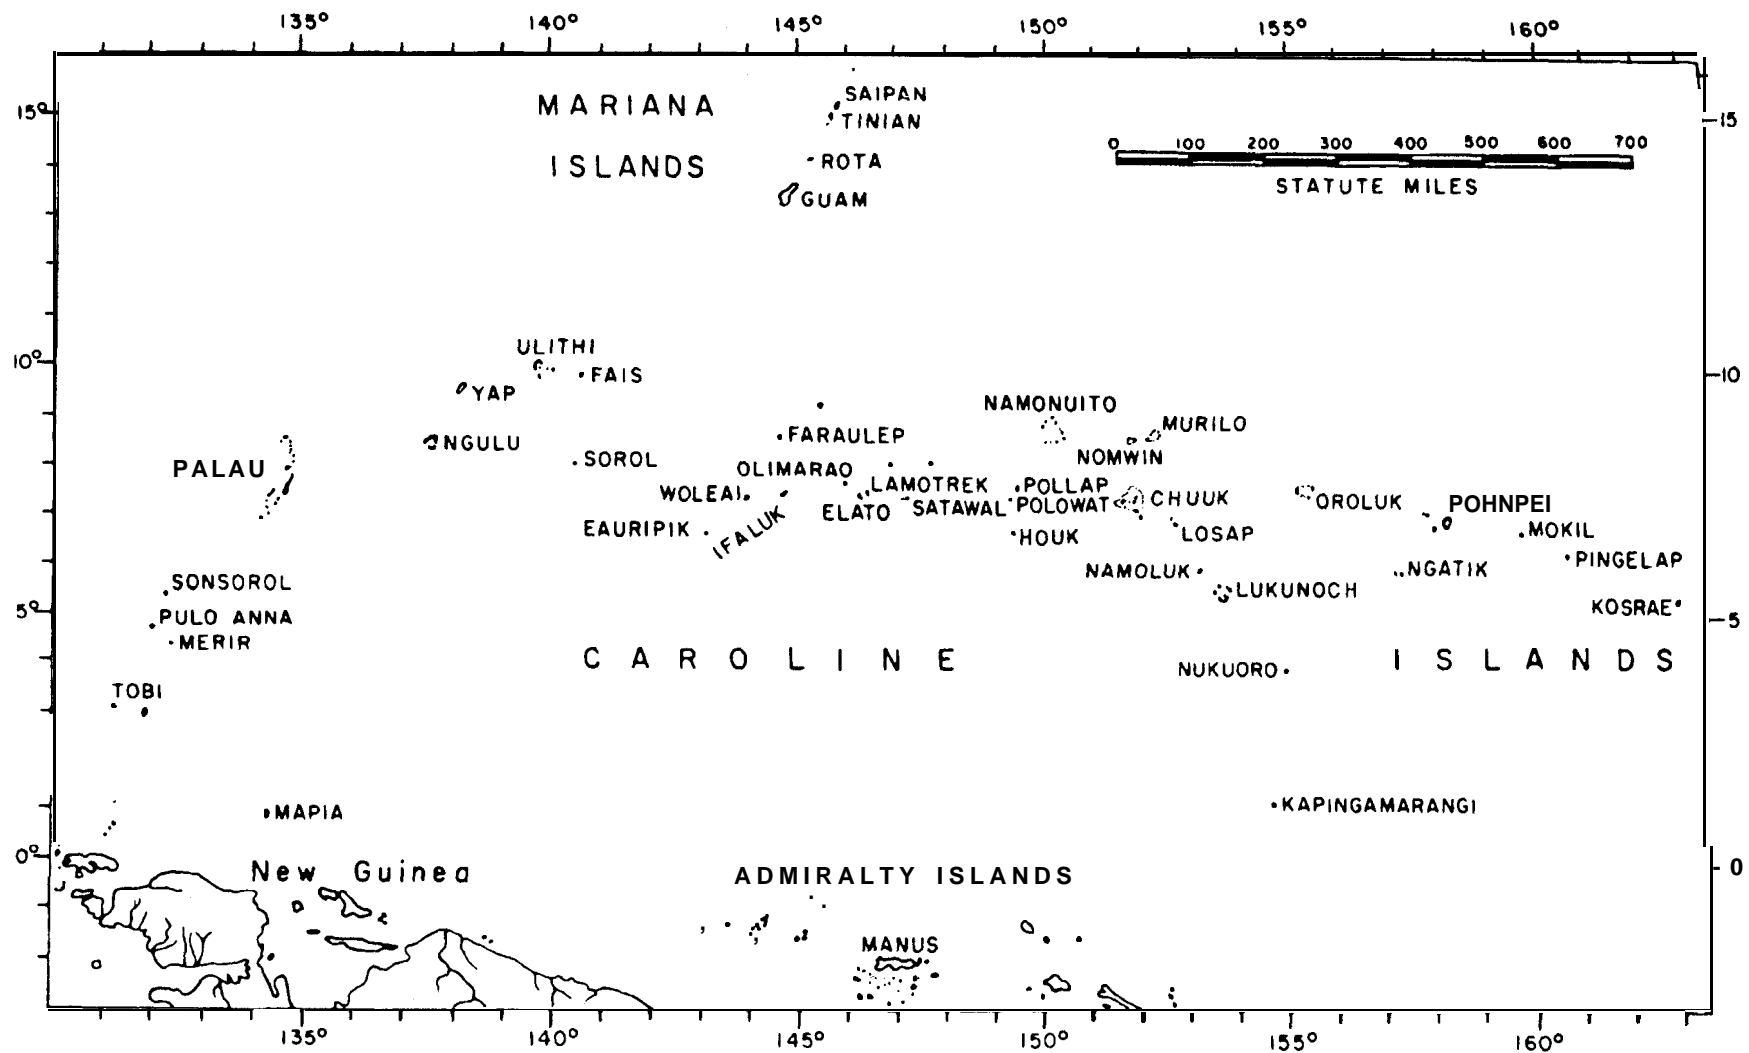 135° 140° 145° 150° 155° 160°
MARIANA
ISLANDS
SAIPAN
TINIAN
ROTA
GUAM
15°
15
0 100 200 300 400 500 600 700
STATUTE MILES
ULITHI
FAIS
YAP
10°
10
NGULU
PALAU
SOROL
FARAULEP
NAMONUITO
MURILO
NOMWIN
OLIMARAO
WOLEAI
LAMOTREK
POLLAP
CHUUK
EAURIPIK
IFALUK
ELATO
SATAWAL
POLOWAT
OROLUK
POHNPEI
HOUK
LOSAP
MOKIL
NAMOLUK
NGATIK
PINGELAP
SONSOROL
LUKUNOCH
KOSRAE
5°
5
PULO ANNA
MERIR
CAROLINE ISLANDS
NUKUORO
TOBI
MAPIA
KAPINGAMARANGI
0°
0
New Guinea
ADMIRALTY ISLANDS
MANUS
135° 140° 145° 150° 155° 160°